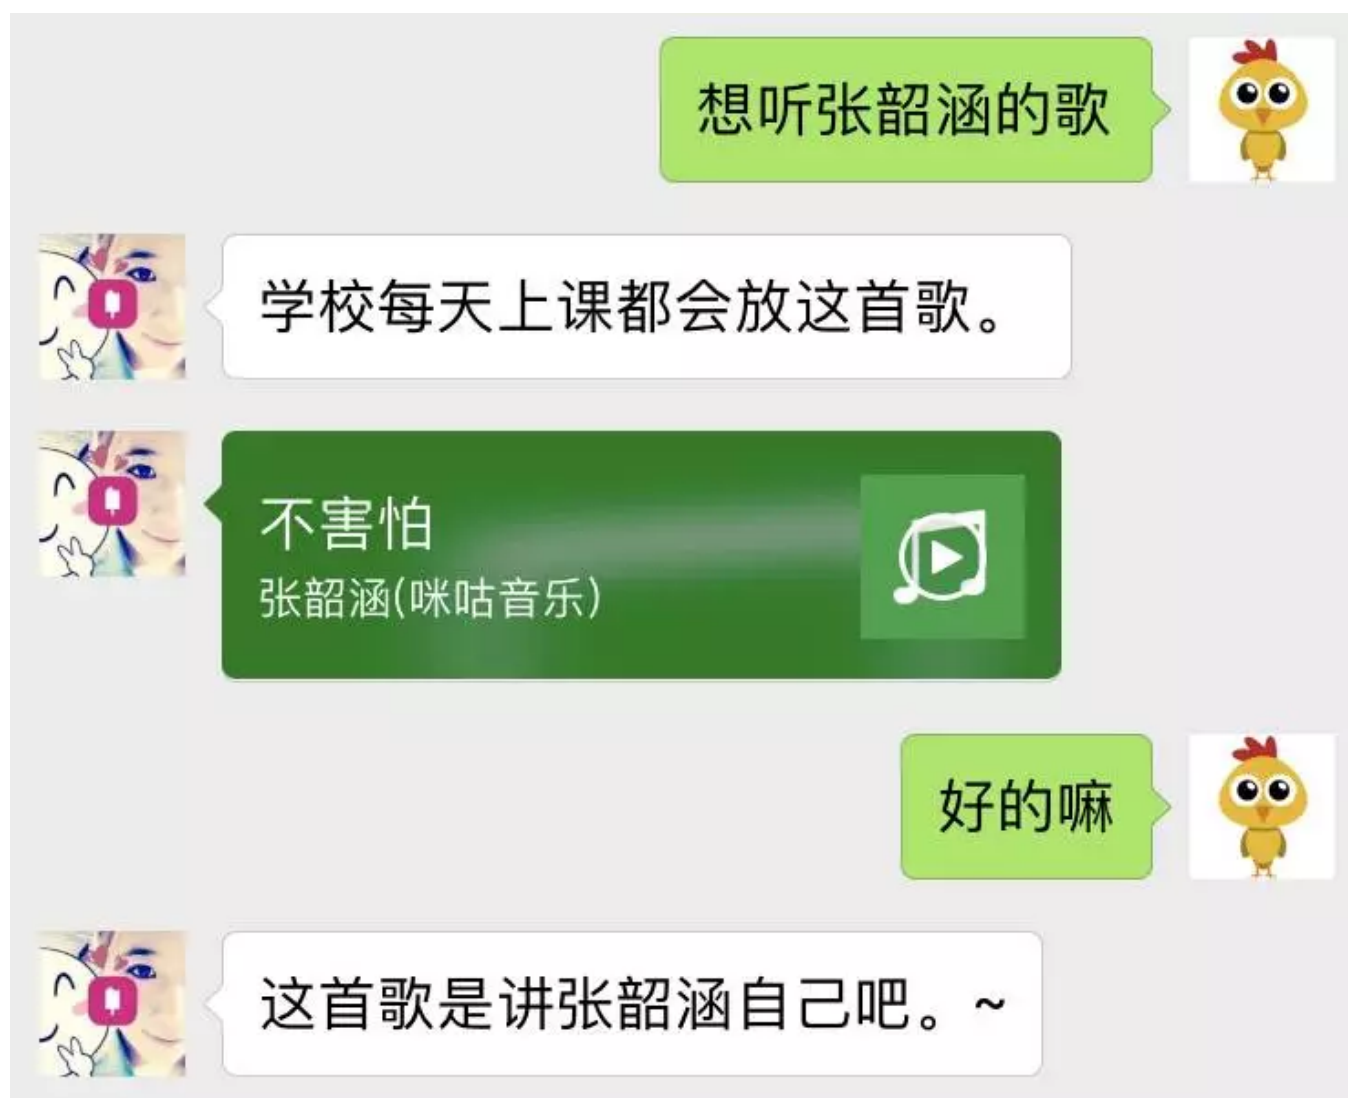 想听张韶涵的歌
学校每天上课都会放这首歌。
不害怕
张韶涵(咪咕音乐)
好的嘛
这首歌是讲张韶涵自己吧。~